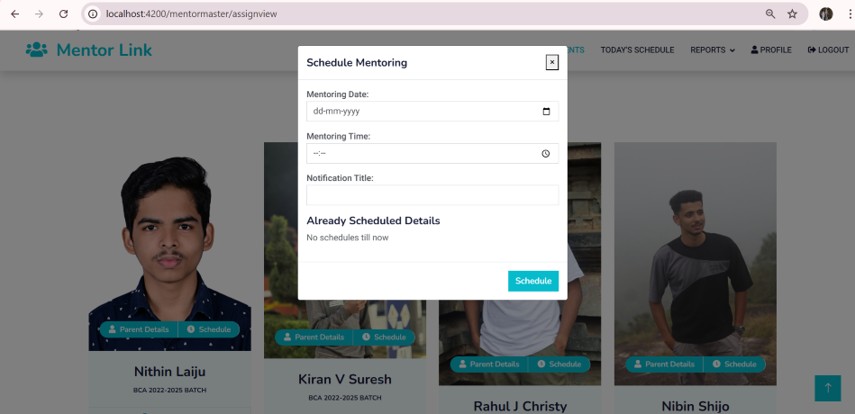 localhost:4200/mentormaster/assignview
Mentor Link
ENTS TODAY'S SCHEDULE REPORTS PROFILE LOGOUT
Schedule Mentoring
×
Mentoring Date:
dd-mm-yyyy
Mentoring Time:
--:--
Notification Title:
Already Scheduled Details
No schedules till now
Schedule
Parent Details Schedule
Parent Details Schedule
Parent Details Schedule
Parent Details Schedule
Nithin Laiju
BCA 2022-2025 BATCH
Kiran V Suresh
BCA 2022-2025 BATCH
Rahul J Christy
Nibin Shijo